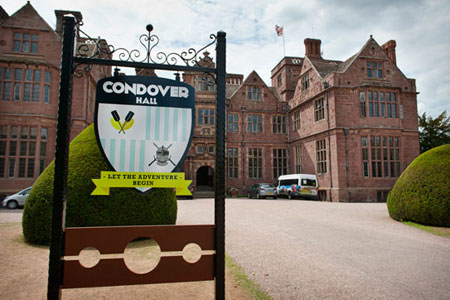 CONDOVER
HALL
- LET THE ADVENTURE -
BEGIN